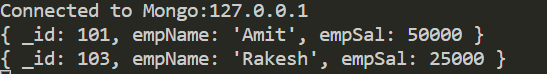 Connected to Mongo:127.0.0.1
{ _id: 101, empName: 'Amit', empSal: 50000 }
{ _id: 103, empName: 'Rakesh', empSal: 25000 }